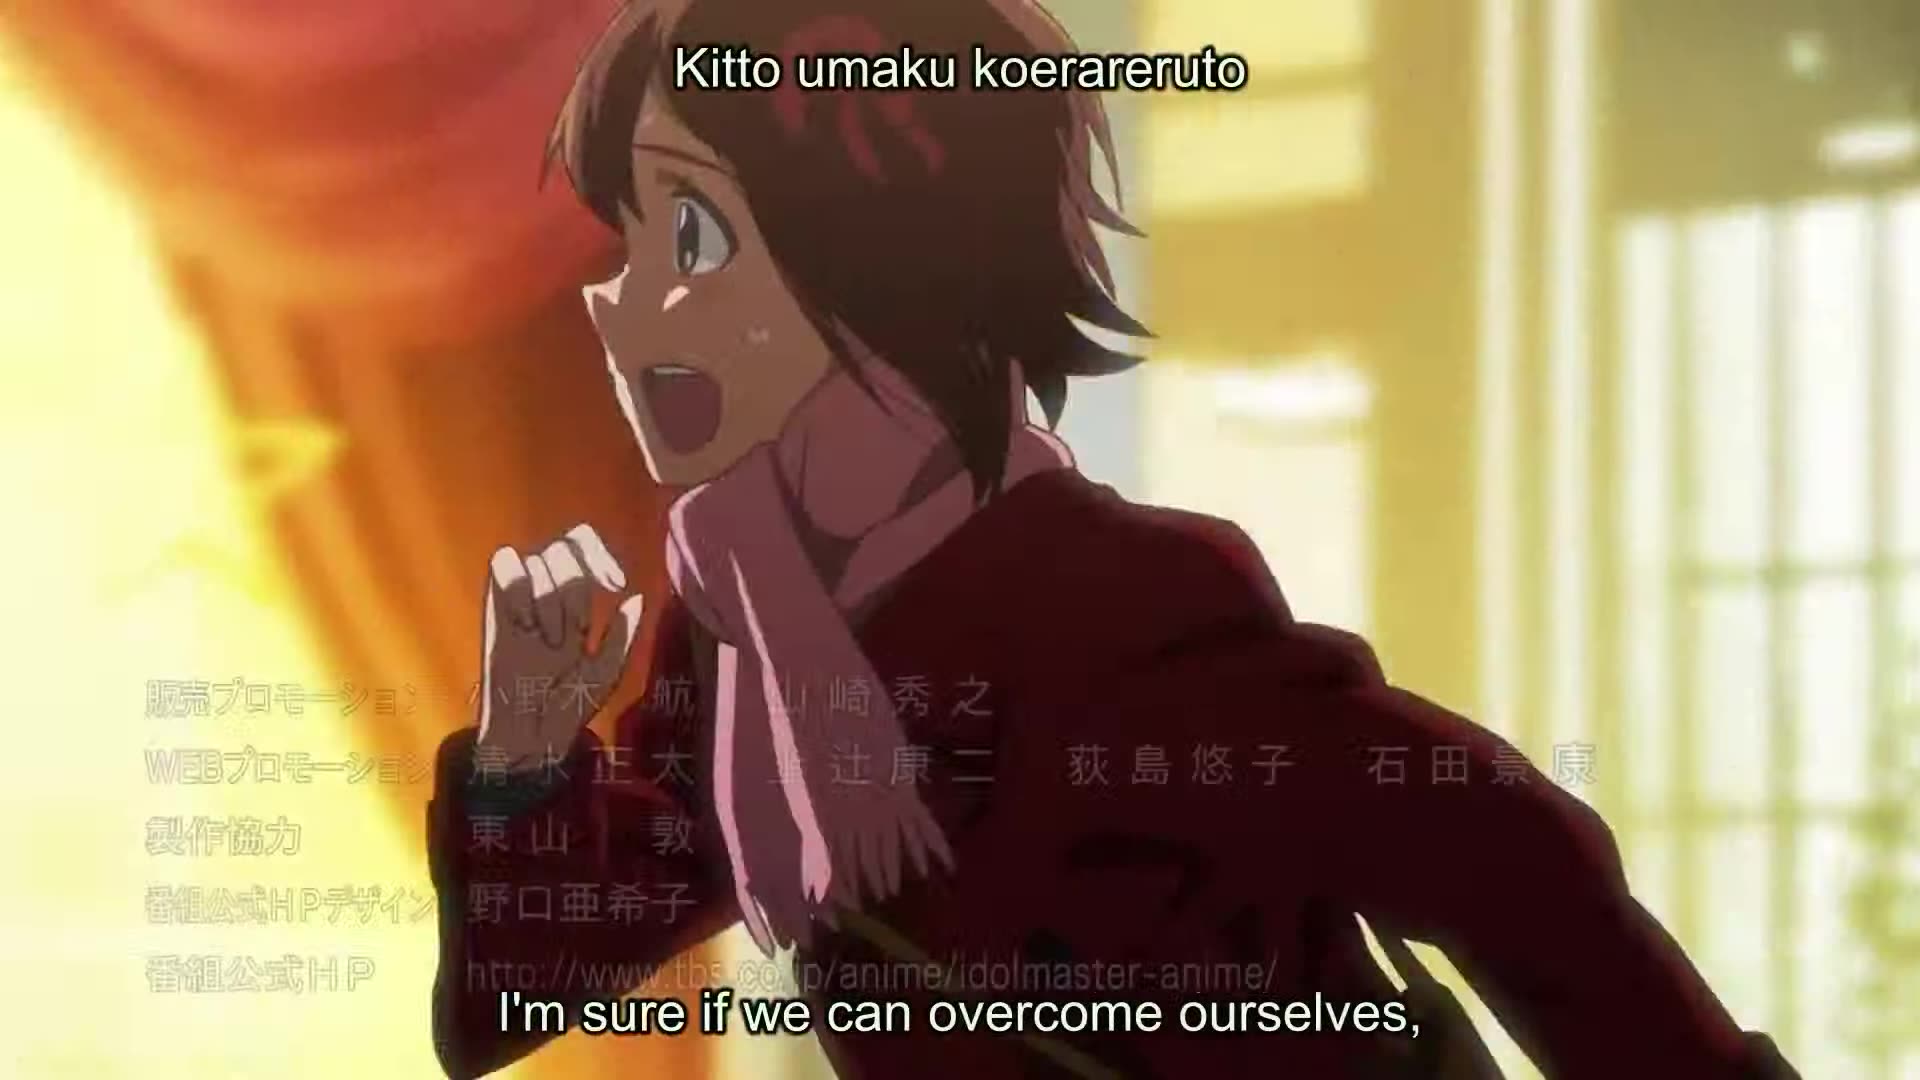 Kitto umaku koerareruto
販売プロモーション 小野木 航 山崎秀之
WEBプロモーション 清水正太 辻康二 荻島悠子 石田景康
製作協力 東山 敦
番組公式HPデザイン 野口亜希子
番組公式HP http://www.tbs.co.jp/anime/idolmaster-anime/
I'm sure if we can overcome ourselves,